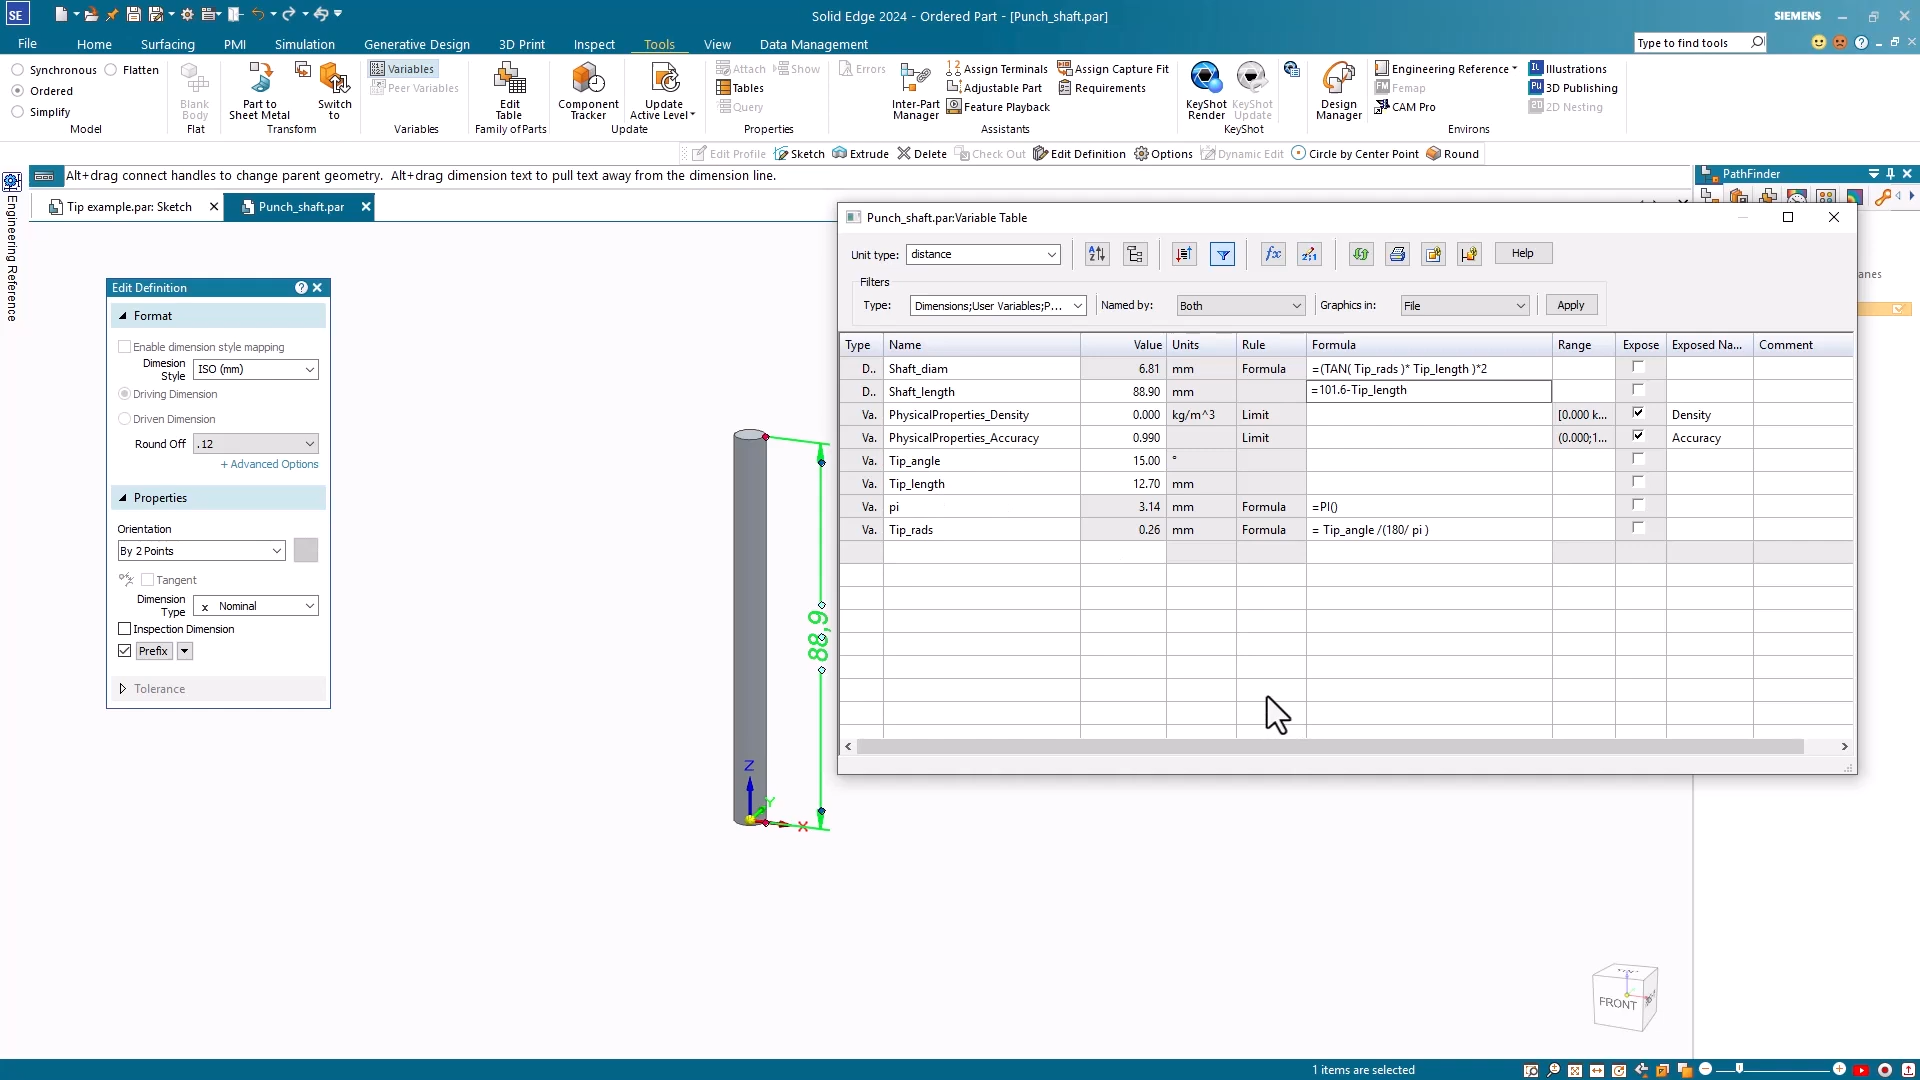 SE
Solid Edge 2024 - Ordered Part - [Punch_shaft.par]
SIEMENS
File Home Surfacing PMI Simulation Generative Design 3D Print Inspect Tools View Data Management
Type to find tools
Synchronous Flatten
Ordered
Simplify
Model
Blank Body
Flat
Part to Sheet Metal
Switch to
Transform
Variables
Peer Variables
Variables
Edit Table
Family of Parts
Component Tracker
Update Active Level
Update
Attach Show
Tables
Query
Properties
Errors
Inter-Part Manager
Assign Terminals
Adjustable Part
Feature Playback
Assign Capture Fit
Requirements
Assistants
KeyShot Render
KeyShot Update
KeyShot
Design Manager
Engineering Reference
Femap
CAM Pro
Illustrations
3D Publishing
2D Nesting
Environs
Edit Profile Sketch Extrude Delete Check Out Edit Definition Options Dynamic Edit Circle by Center Point Round
Alt+drag connect handles to change parent geometry. Alt+drag dimension text to pull text away from the dimension line.
PathFinder
Engineering Reference
Tip example.par: Sketch
Punch_shaft.par
Edit Definition
Format
Enable dimension style mapping
Dimesion Style ISO (mm)
Driving Dimension
Driven Dimension
Round Off .12
+ Advanced Options
Properties
Orientation
By 2 Points
Tangent
Dimension Type x Nominal
Inspection Dimension
Prefix
Tolerance
88,9
Z
Y
X
Punch_shaft.par:Variable Table
Unit type: distance
Help
Filters
Type: Dimensions;User Variables;P... Named by: Both Graphics in: File Apply
Type Name Value Units Rule Formula Range Expose Exposed Na... Comment
D.. Shaft_diam 6.81 mm Formula =(TAN( Tip_rads )* Tip_length )*2
D.. Shaft_length 88.90 mm =101.6-Tip_length
Va. PhysicalProperties_Density 0.000 kg/m^3 Limit [0.000 k... Density
Va. PhysicalProperties_Accuracy 0.990 Limit (0.000;1... Accuracy
Va. Tip_angle 15.00 °
Va. Tip_length 12.70 mm
Va. pi 3.14 mm Formula =PI()
Va. Tip_rads 0.26 mm Formula = Tip_angle /(180/ pi )
anes
FRONT
1 items are selected